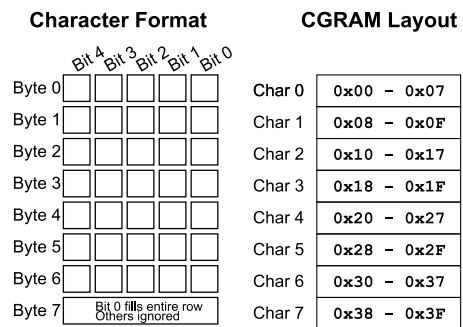 Character Format
Bit 4 Bit 3 Bit 2 Bit 1 Bit 0
Byte 0
Byte 1
Byte 2
Byte 3
Byte 4
Byte 5
Byte 6
Byte 7
Bit 0 fills entire row
Others ignored
CGRAM Layout
Char 0 0x00 - 0x07
Char 1 0x08 - 0x0F
Char 2 0x10 - 0x17
Char 3 0x18 - 0x1F
Char 4 0x20 - 0x27
Char 5 0x28 - 0x2F
Char 6 0x30 - 0x37
Char 7 0x38 - 0x3F